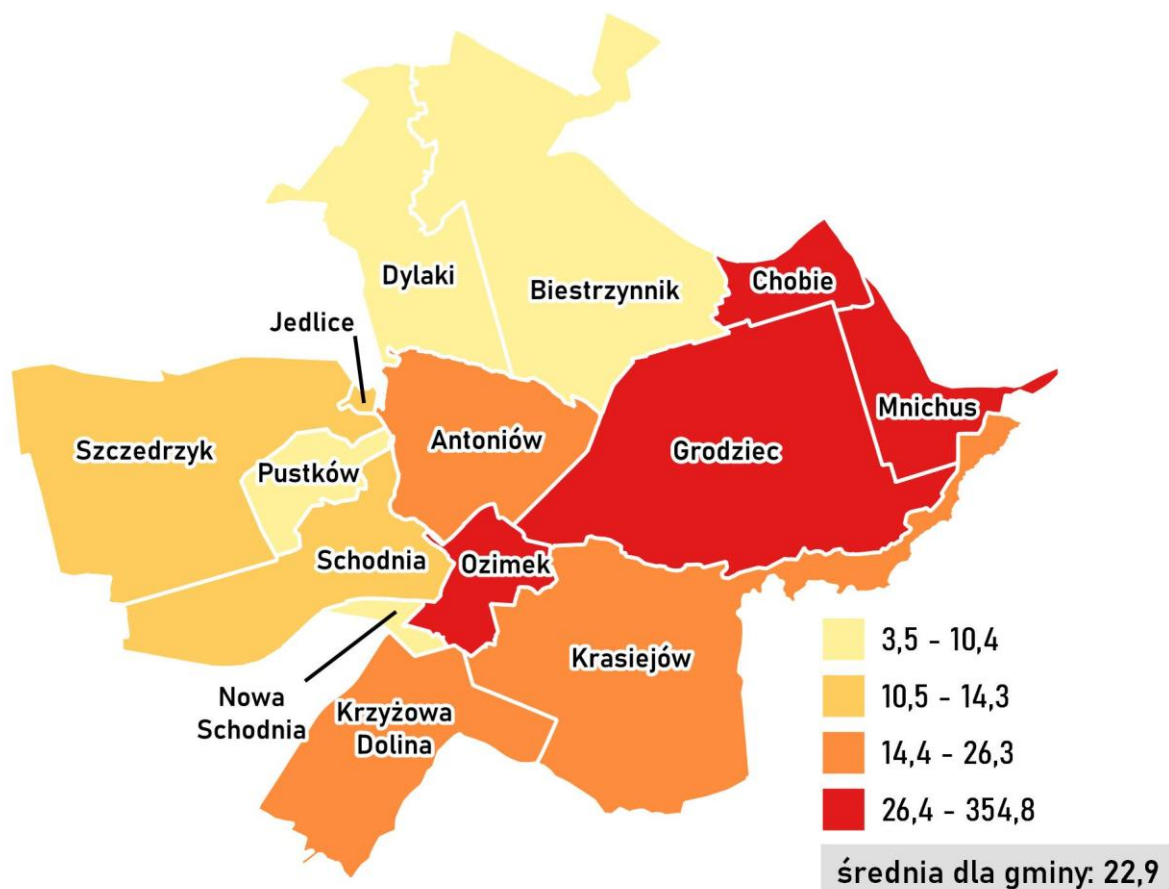 Dylaki
Biestrzynnik
Chobie
Jedlice
Mnichus
Szczedrzyk
Antoniów
Grodziec
Pustków
Schodnia
Ozimek
Krasiejów
Nowa
Schodnia
Krzyżowa
Dolina
3,5 - 10,4
10,5 - 14,3
14,4 - 26,3
26,4 - 354,8
średnia dla gminy: 22,9